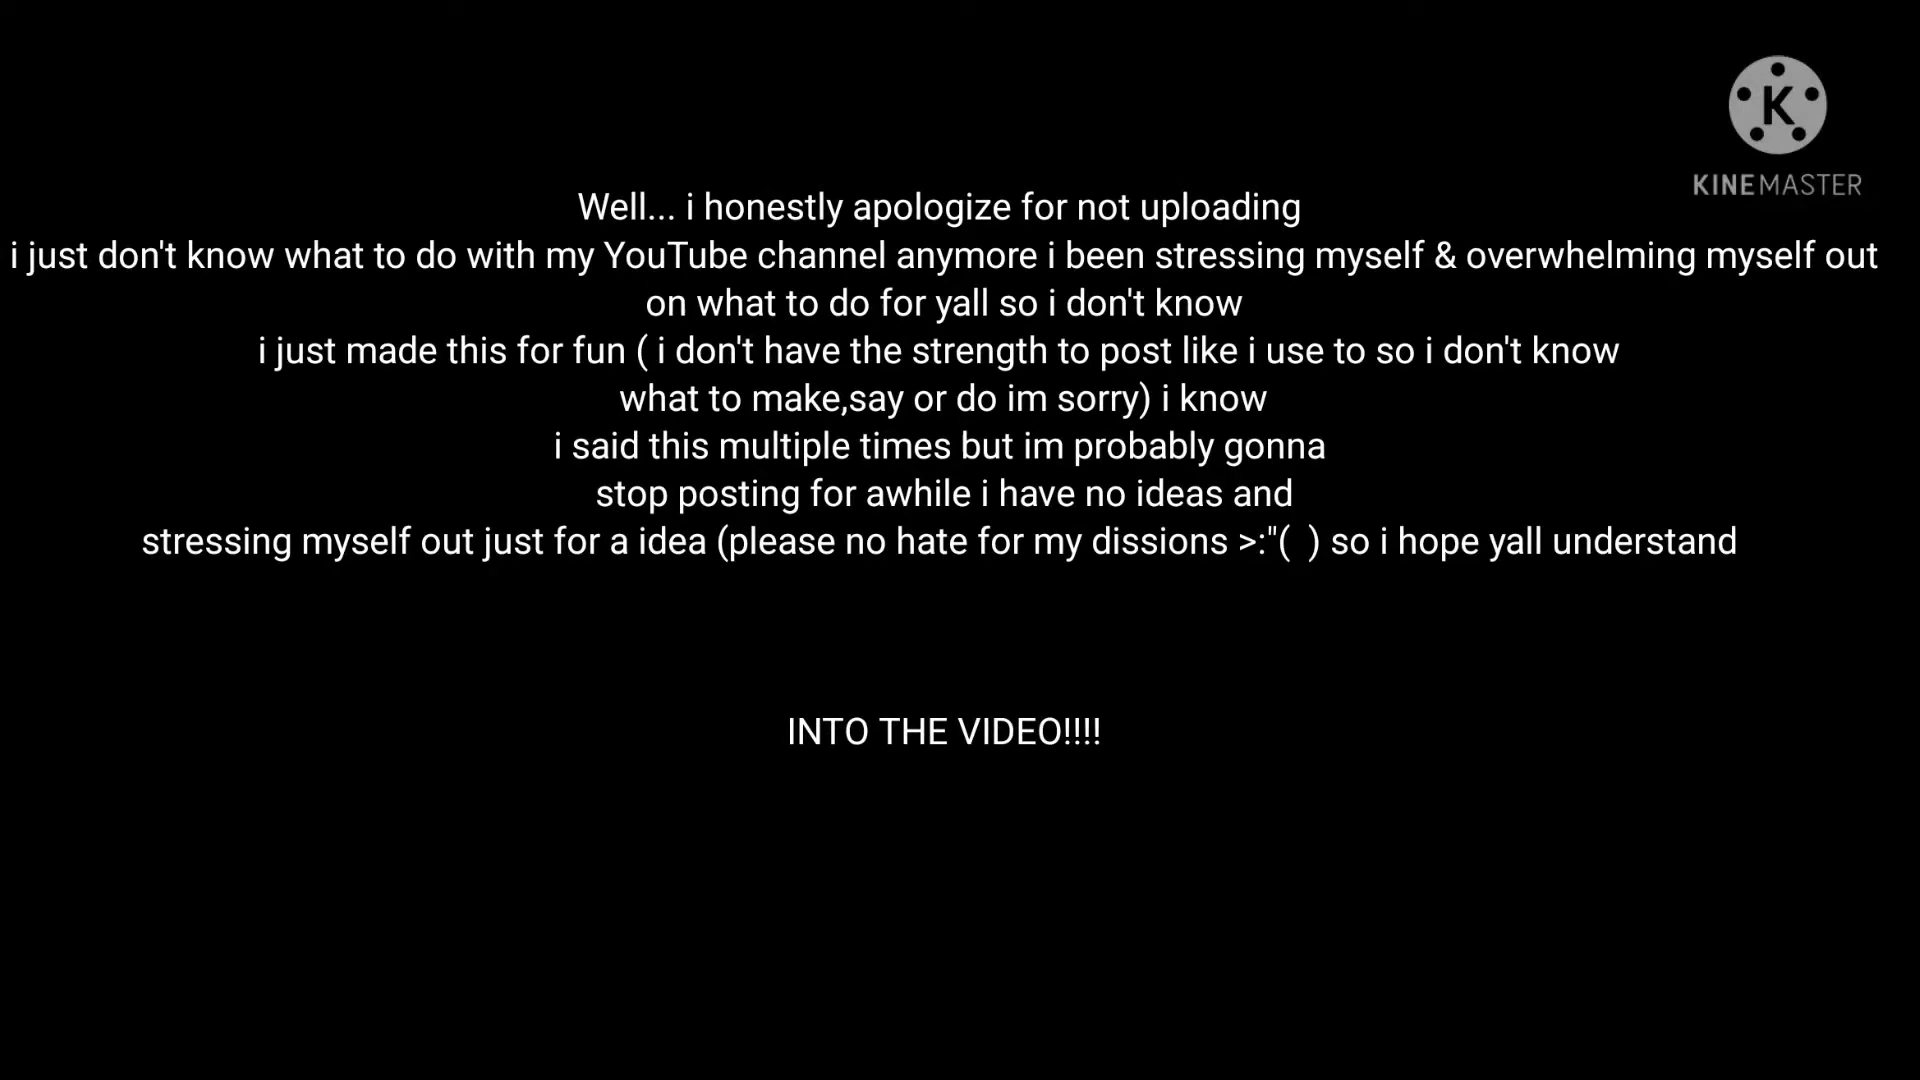 K
KINEMASTER
Well... i honestly apologize for not uploading
i just don't know what to do with my YouTube channel anymore i been stressing myself & overwhelming myself out
on what to do for yall so i don't know
i just made this for fun ( i don't have the strength to post like i use to so i don't know
what to make,say or do im sorry) i know
i said this multiple times but im probably gonna
stop posting for awhile i have no ideas and
stressing myself out just for a idea (please no hate for my dissions >:"(  ) so i hope yall understand
INTO THE VIDEO!!!!